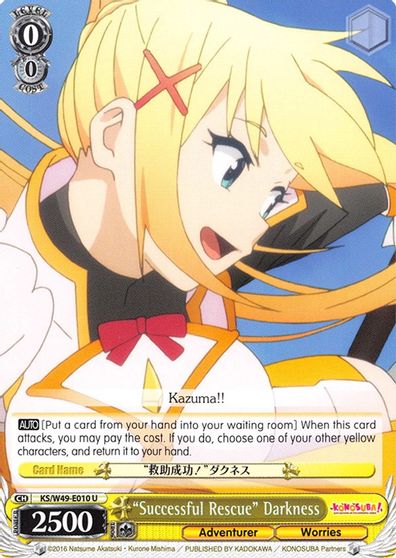 LEVEL
0
0
COST
Kazuma!!
AUTO [Put a card from your hand into your waiting room] When this card
attacks, you may pay the cost. If you do, choose one of your other yellow
characters, and return it to your hand.
Card Name
“救助成功！”ダクネス
CH KS/W49-E010 U
POWER
2500
“Successful Rescue” Darkness
KONOSUBA!
Adventurer
Worries
©2016 Natsume Akatsuki・Kurone Mishima / PUBLISHED BY KADOKAWA / KONOSUBA Partners